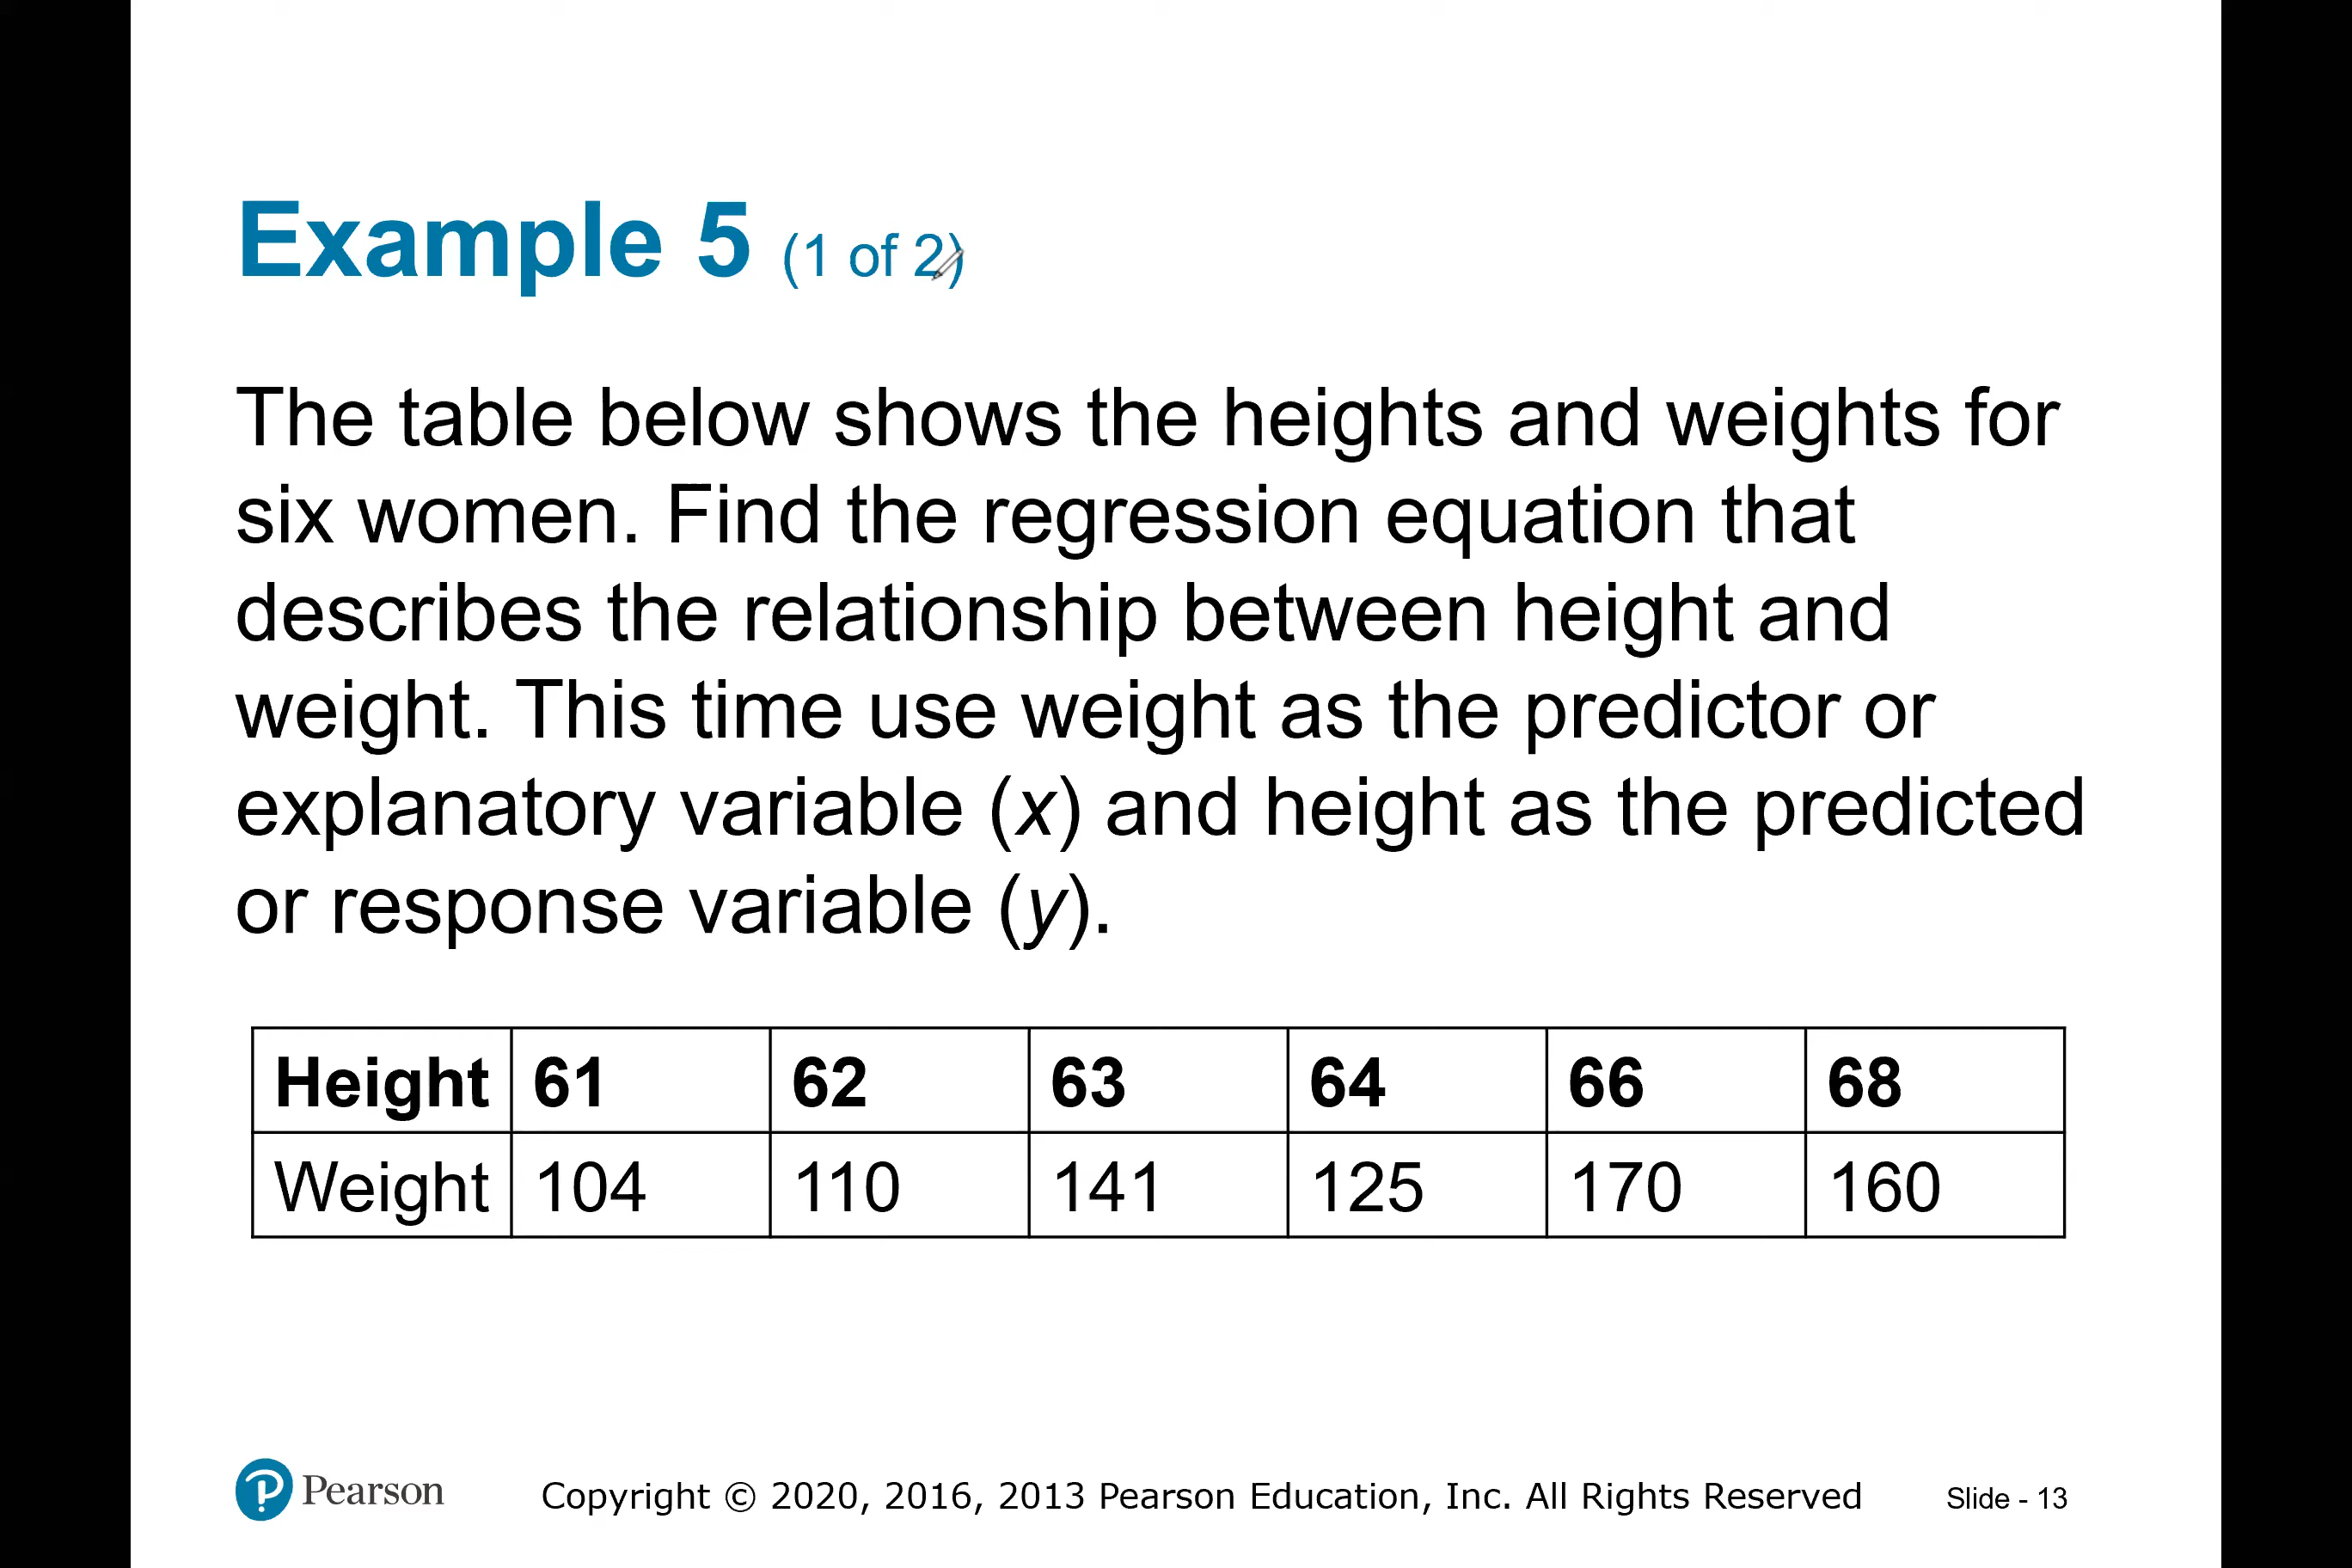 Example 5 (1 of 2)
The table below shows the heights and weights for
six women. Find the regression equation that
describes the relationship between height and
weight. This time use weight as the predictor or
explanatory variable (x) and height as the predicted
or response variable (y).
Height 61 62 63 64 66 68
Weight 104 110 141 125 170 160
Pearson Copyright © 2020, 2016, 2013 Pearson Education, Inc. All Rights Reserved Slide - 13